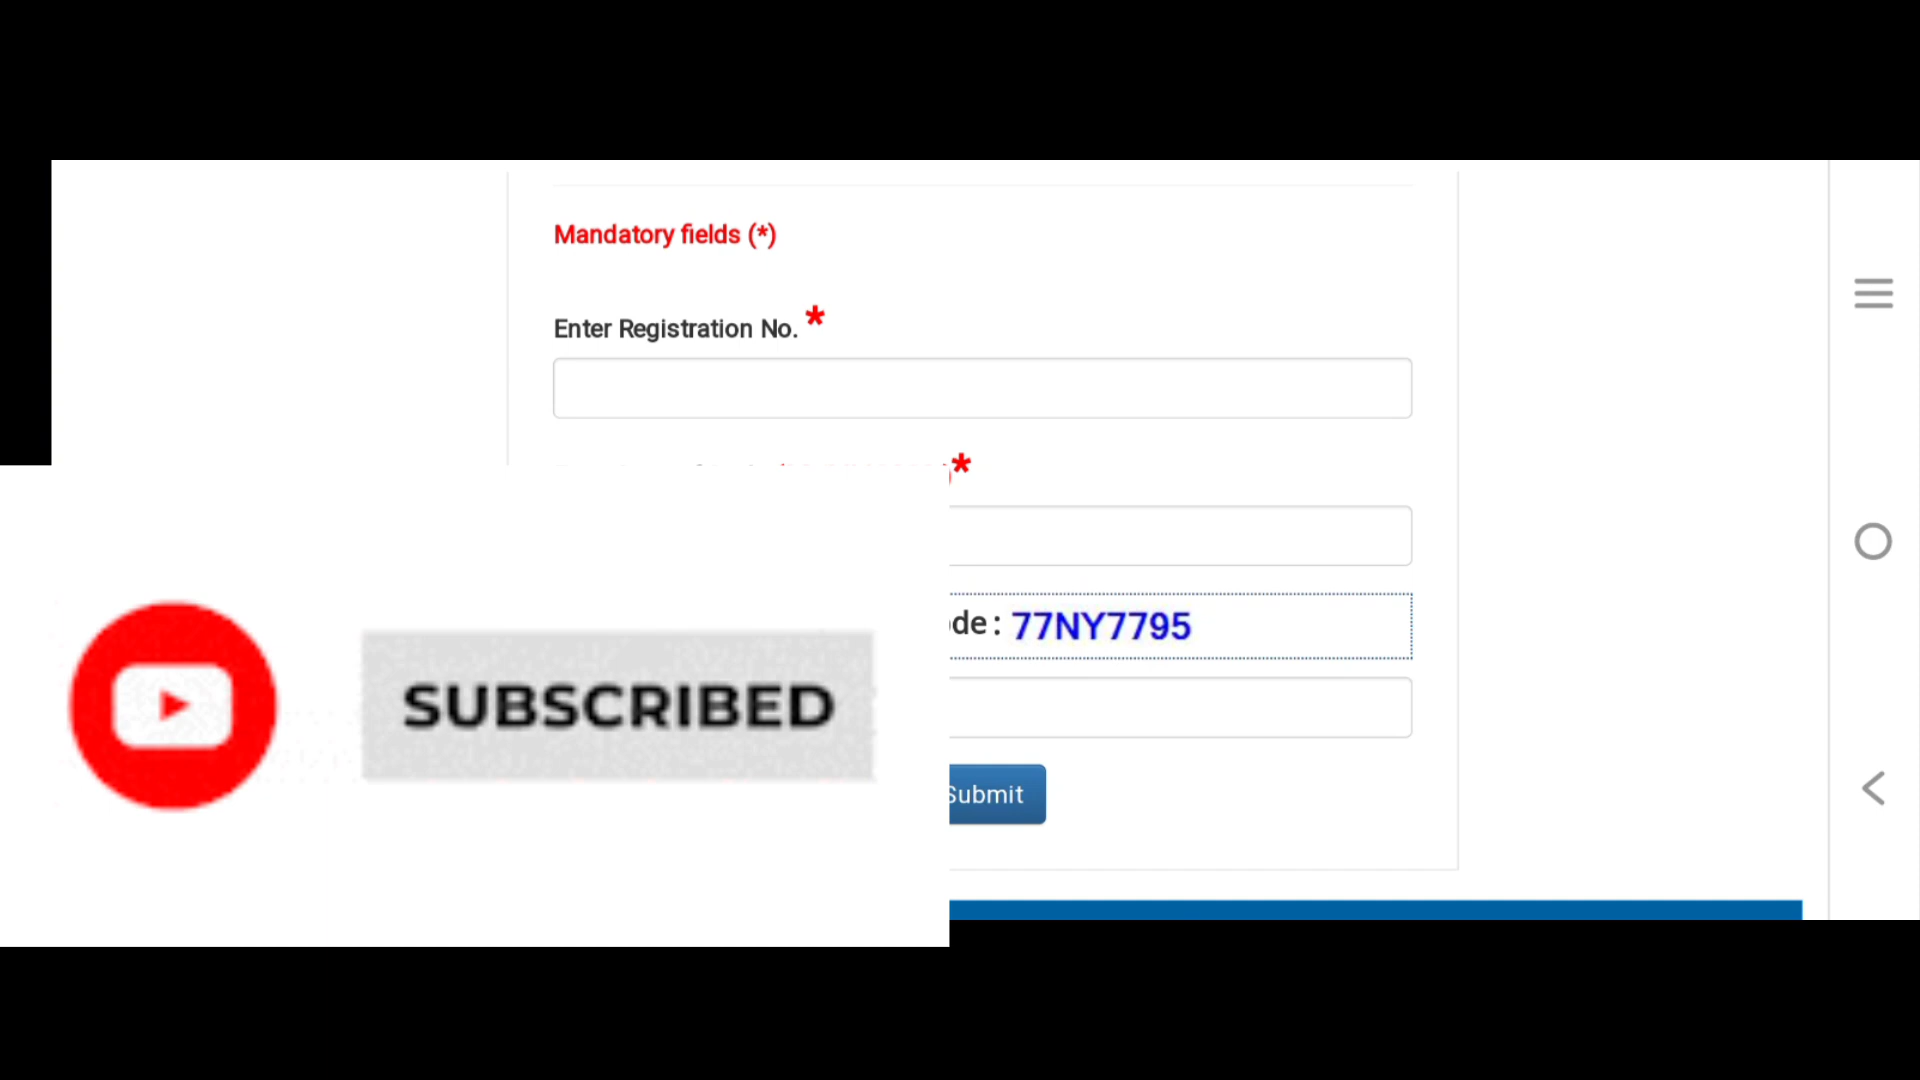 Mandatory fields (*)
Enter Registration No. *
*
de : 77NY7795
SUBSCRIBED
Submit